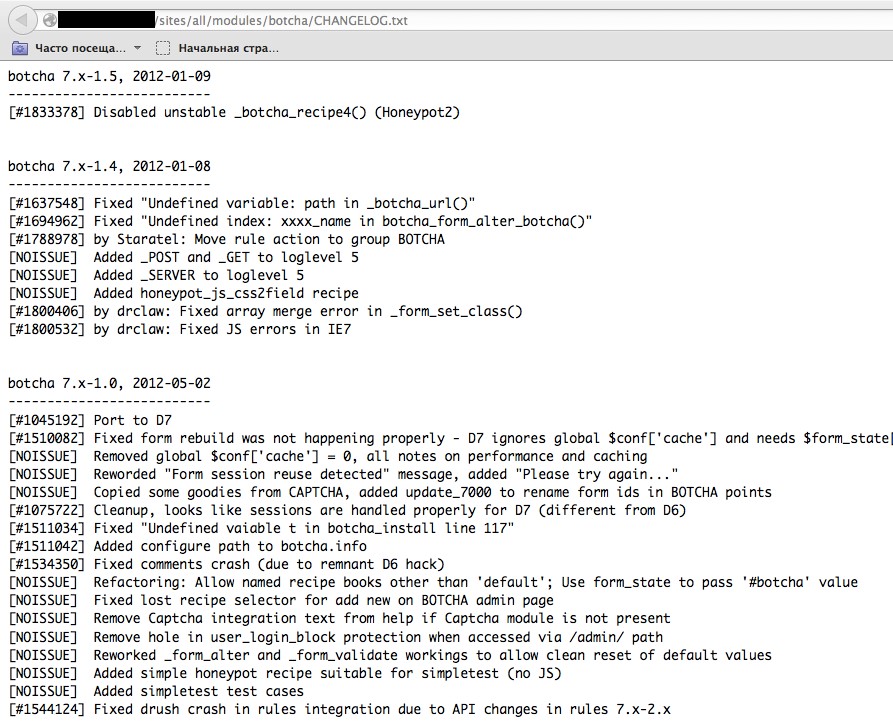 /sites/all/modules/botcha/CHANGELOG.txt
Часто посеща... Начальная стра...
botcha 7.x-1.5, 2012-01-09
--------------------------
[#1833378] Disabled unstable _botcha_recipe4() (Honeypot2)
botcha 7.x-1.4, 2012-01-08
--------------------------
[#1637548] Fixed "Undefined variable: path in _botcha_url()"
[#1694962] Fixed "Undefined index: xxxx_name in botcha_form_alter_botcha()"
[#1788978] by Staratel: Move rule action to group BOTCHA
[NOISSUE]  Added _POST and _GET to loglevel 5
[NOISSUE]  Added _SERVER to loglevel 5
[NOISSUE]  Added honeypot_js_css2field recipe
[#1800406] by drclaw: Fixed array merge error in _form_set_class()
[#1800532] by drclaw: Fixed JS errors in IE7
botcha 7.x-1.0, 2012-05-02
--------------------------
[#1045192] Port to D7
[#1510082] Fixed form rebuild was not happening properly - D7 ignores global $conf['cache'] and needs $form_state[
[NOISSUE]  Removed global $conf['cache'] = 0, all notes on performance and caching
[NOISSUE]  Reworded "Form session reuse detected" message, added "Please try again..."
[NOISSUE]  Copied some goodies from CAPTCHA, added update_7000 to rename form ids in BOTCHA points
[#1075722] Cleanup, looks like sessions are handled properly for D7 (different from D6)
[#1511034] Fixed "Undefined vaiable t in botcha_install line 117"
[#1511042] Added configure path to botcha.info
[#1534350] Fixed comments crash (due to remnant D6 hack)
[NOISSUE]  Refactoring: Allow named recipe books other than 'default'; Use form_state to pass '#botcha' value
[NOISSUE]  Fixed lost recipe selector for add new on BOTCHA admin page
[NOISSUE]  Remove Captcha integration text from help if Captcha module is not present
[NOISSUE]  Remove hole in user_login_block protection when accessed via /admin/ path
[NOISSUE]  Reworked _form_alter and _form_validate workings to allow clean reset of default values
[NOISSUE]  Added simple honeypot recipe suitable for simpletest (no JS)
[NOISSUE]  Added simpletest test cases
[#1544124] Fixed drush crash in rules integration due to API changes in rules 7.x-2.x